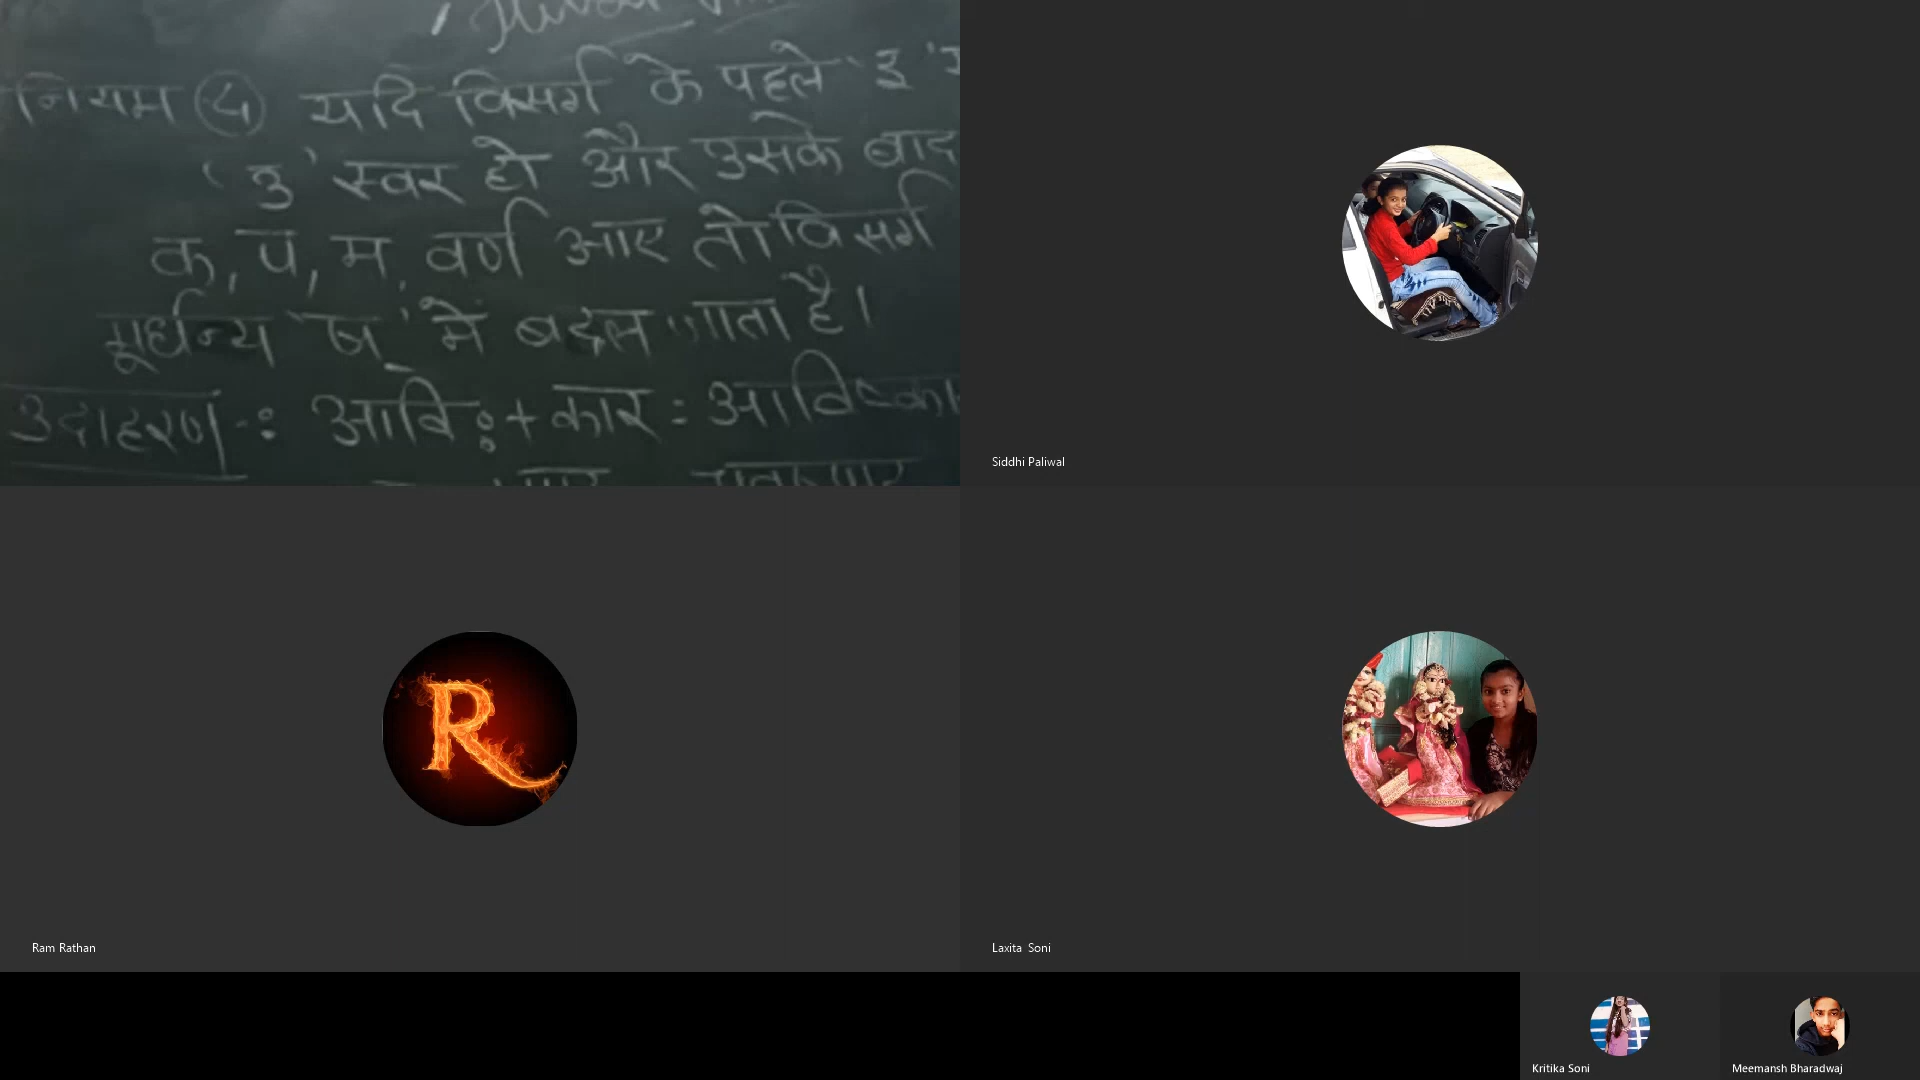 नियम 4 यदि विसर्ग के पहले 'इ'
'उ' स्वर हो और उसके बाद
क, प, म, वर्ण आए तो विसर्ग
मूर्धन्य 'ष' में बदल जाता है।
उदाहरण -: आवि : + कार = आविष्का
Siddhi Paliwal
R
Ram Rathan
Laxita Soni
Kritika Soni
Meemansh Bharadwaj